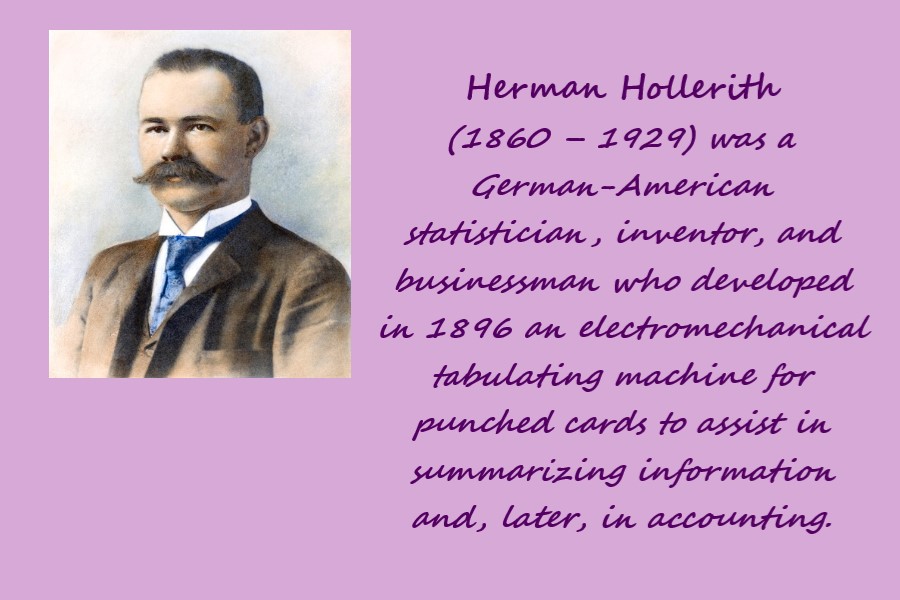 Herman Hollerith
(1860 – 1929) was a
German-American
statistician, inventor, and
businessman who developed
in 1896 an electromechanical
tabulating machine for
punched cards to assist in
summarizing information
and, later, in accounting.